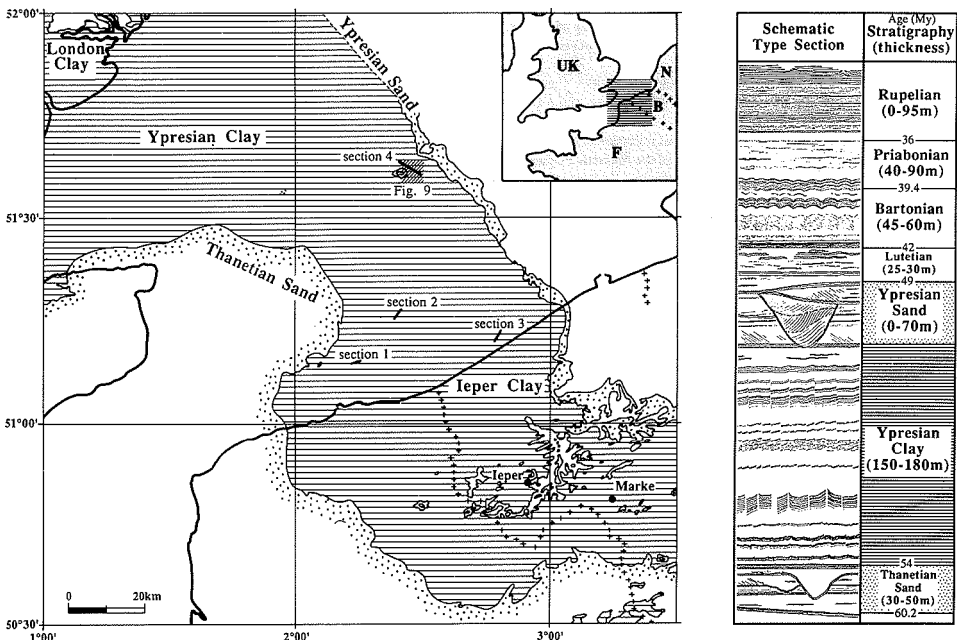 52°00'
London
Clay
Ypresian Sand
Ypresian Clay
section 4
Fig. 9
UK
N
B
F
51°30'
Thanetian Sand
section 2
section 3
section 1
Ieper Clay
51°00'
Ieper
Marke
0 20km
50°30'
1°00'
2°00'
3°00'
Schematic
Type Section
Age (My)
Stratigraphy
(thickness)
Rupelian
(0-95m)
36
Priabonian
(40-90m)
39.4
Bartonian
(45-60m)
42
Lutetian
(25-30m)
49
Ypresian
Sand
(0-70m)
Ypresian
Clay
(150-180m)
54
Thanetian
Sand
(30-50m)
60.2